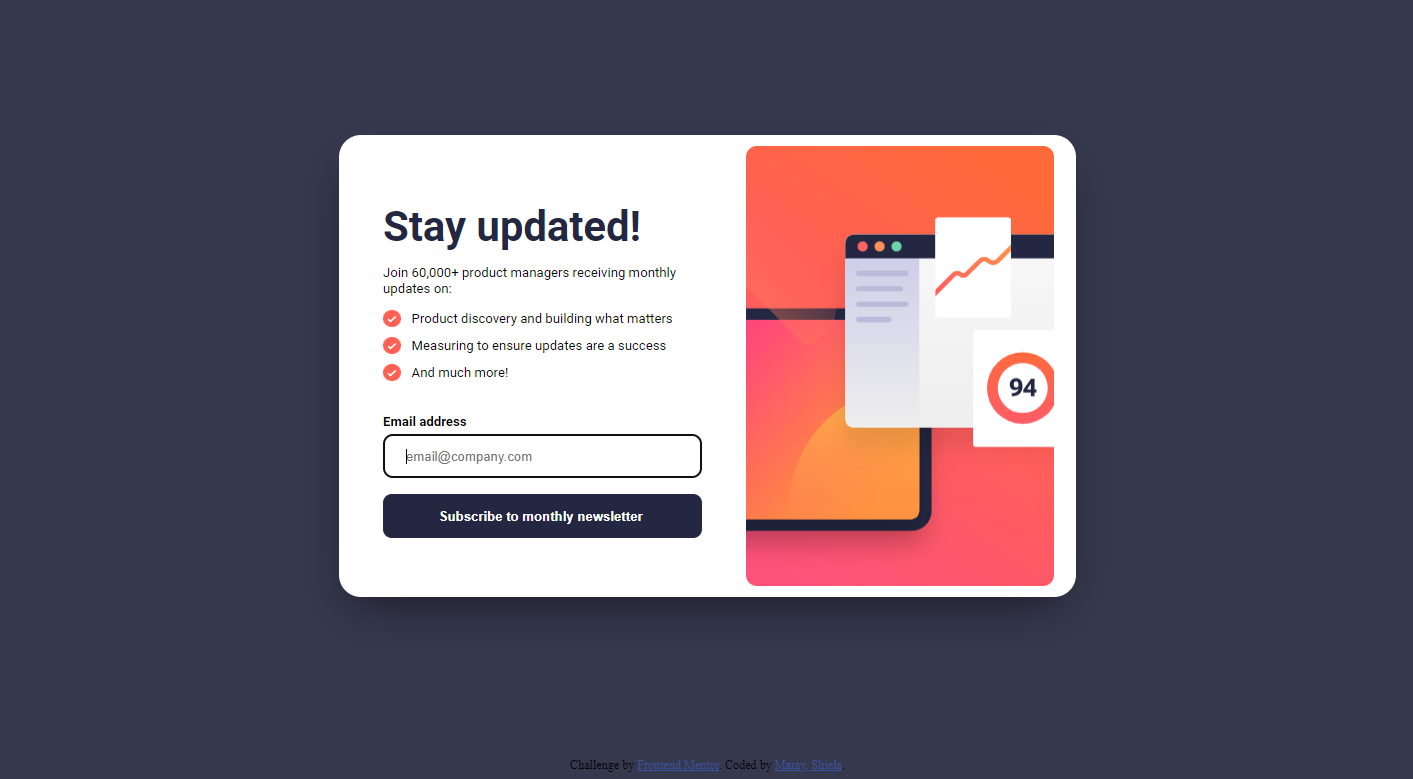 Stay updated!
Join 60,000+ product managers receiving monthly
updates on:
Product discovery and building what matters
Measuring to ensure updates are a success
And much more!
Email address
email@company.com
Subscribe to monthly newsletter
94
Challenge by Frontend Mentor. Coded by Maray, Shiela.